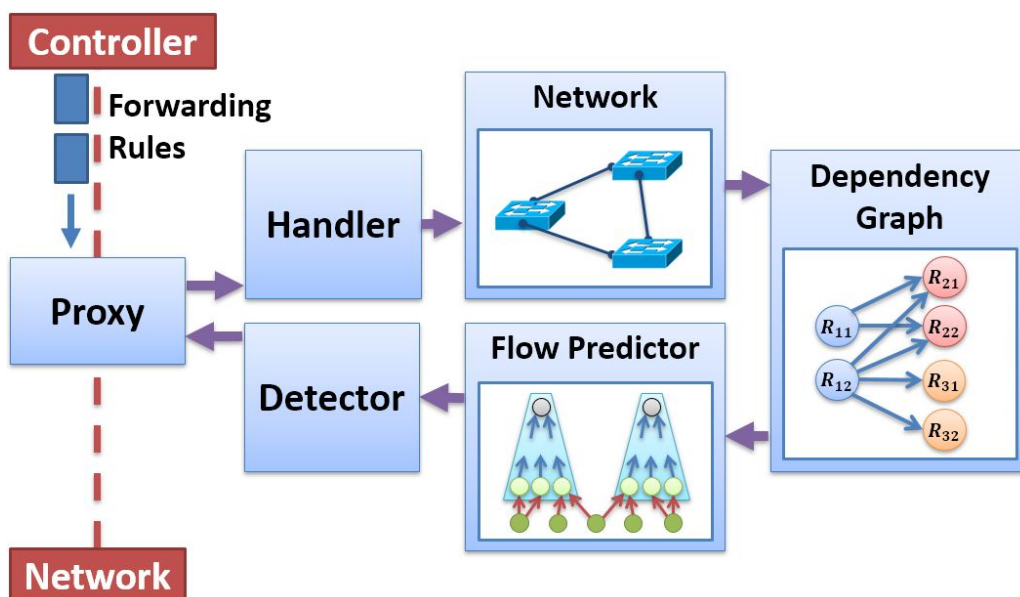 Controller
Forwarding
Rules
Proxy
Network
Handler
Detector
Network
Flow Predictor
Dependency
Graph
R₁₁
R₁₂
R₂₁
R₂₂
R₃₁
R₃₂